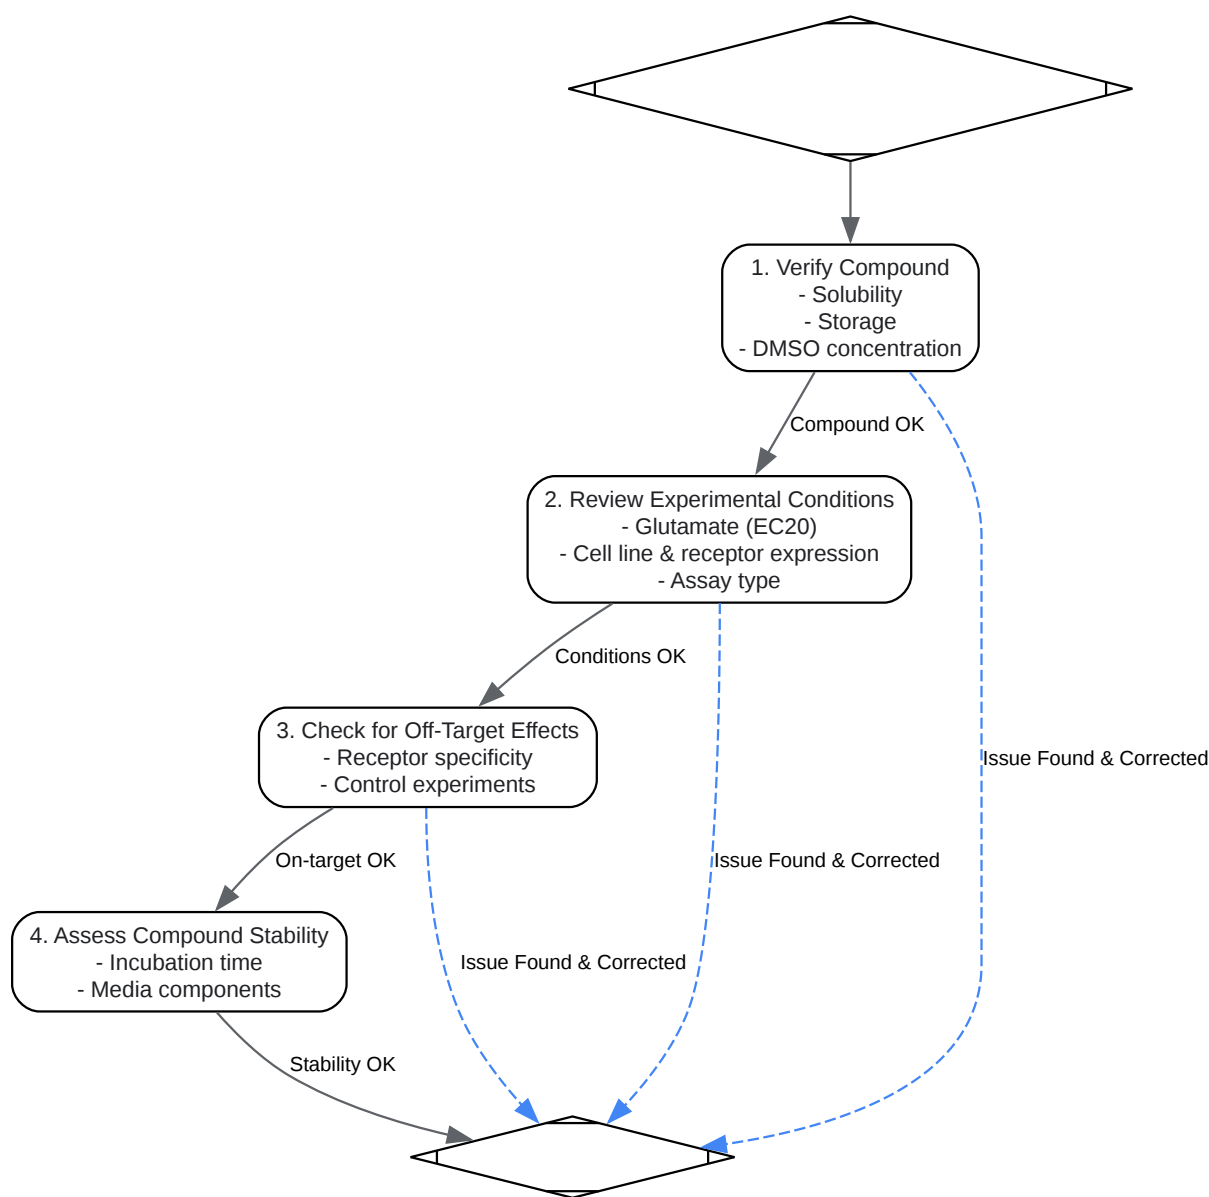 1. Verify Compound
- Solubility
- Storage
- DMSO concentration
Compound OK
2. Review Experimental Conditions
- Glutamate (EC20)
- Cell line & receptor expression
- Assay type
Conditions OK
3. Check for Off-Target Effects
- Receptor specificity
- Control experiments
Issue Found & Corrected
On-target OK
Issue Found & Corrected
4. Assess Compound Stability
- Incubation time
- Media components
Issue Found & Corrected
Stability OK